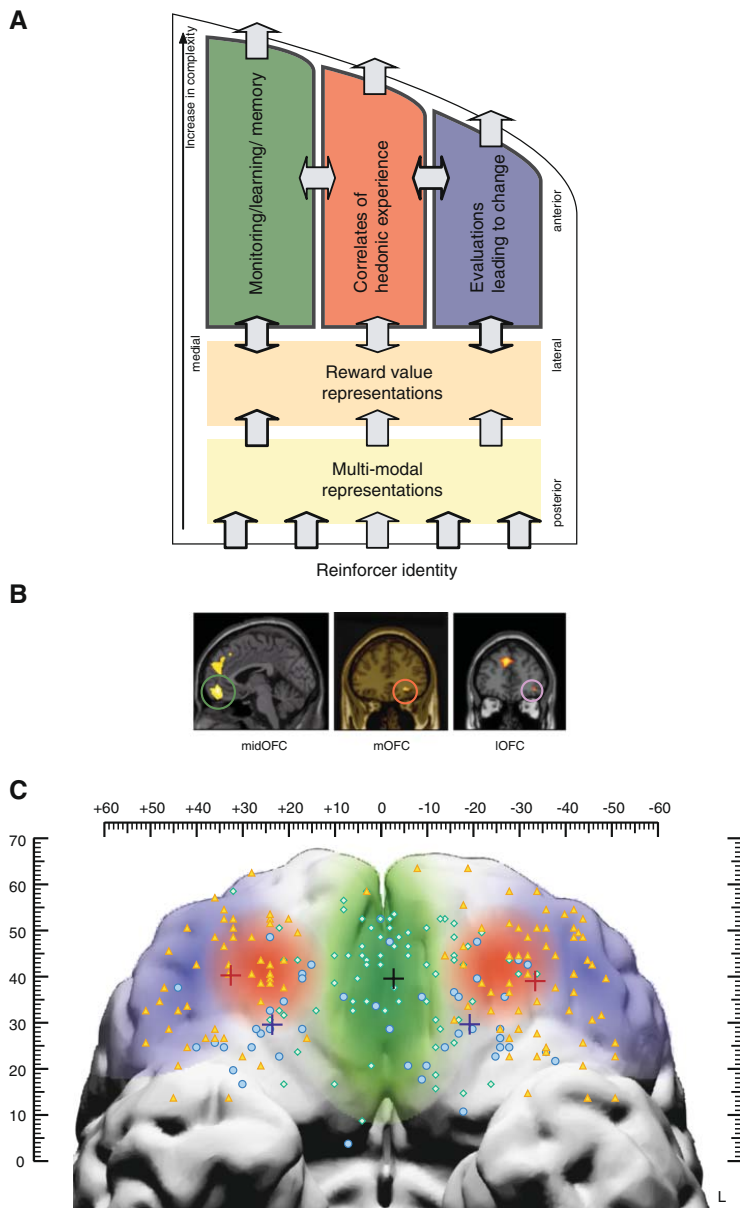 A
Increase in complexity
Monitoring/learning/ memory
Correlates of
hedonic experience
Evaluations
leading to change
anterior
medial
lateral
Reward value
representations
Multi-modal
representations
posterior
Reinforcer identity
B
midOFC
mOFC
lOFC
C
+60 +50 +40 +30 +20 +10 0 -10 -20 -30 -40 -50 -60
70
60
50
40
30
20
10
0
L